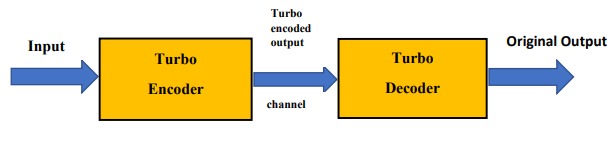 Input
Turbo
Encoder
Turbo
encoded
output
channel
Turbo
Decoder
Original Output